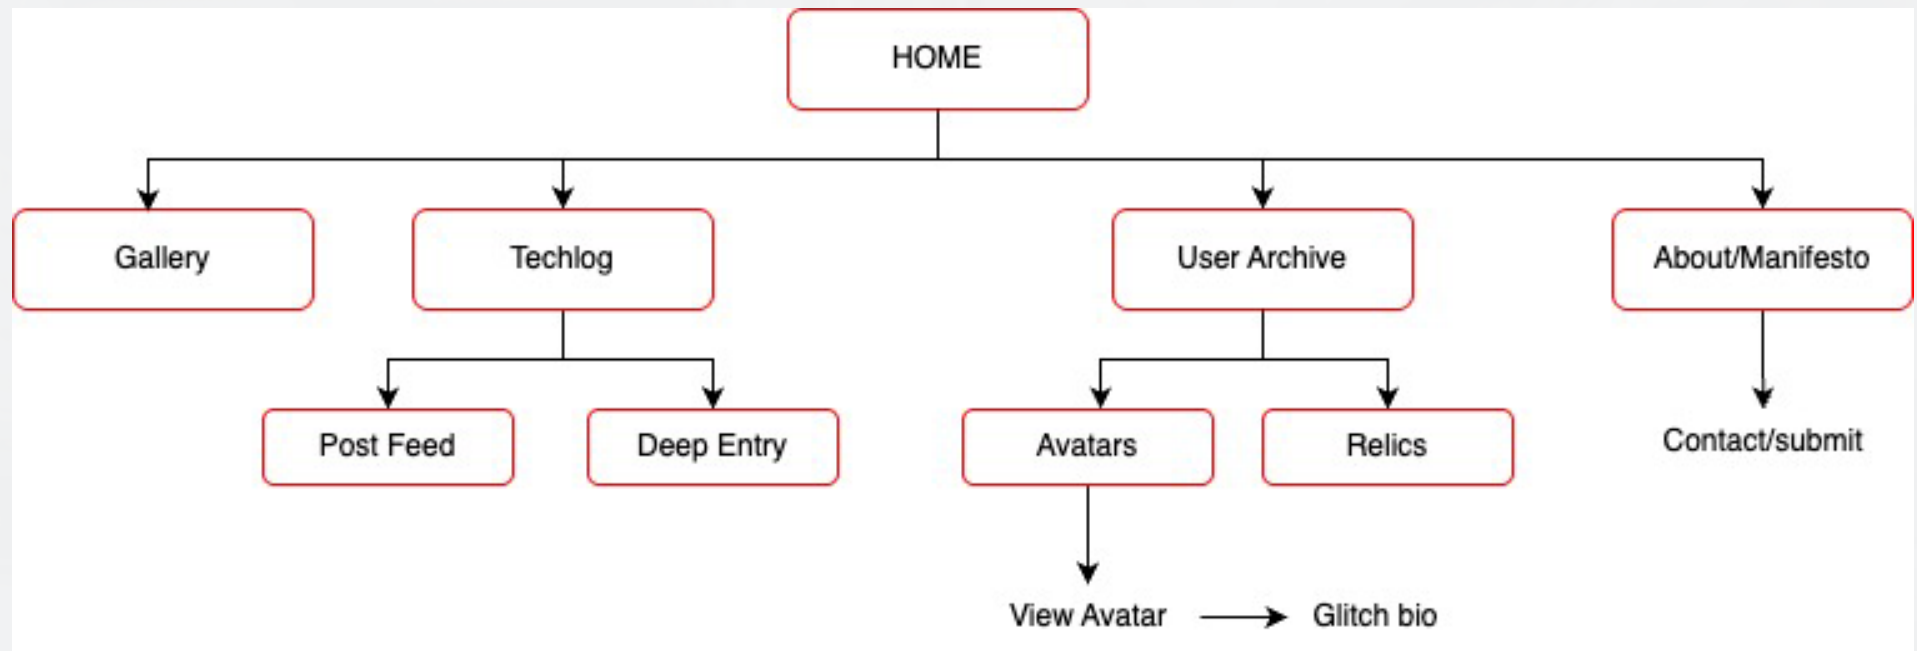 HOME
Gallery
Techlog
User Archive
About/Manifesto
Post Feed
Deep Entry
Avatars
Relics
Contact/submit
View Avatar
Glitch bio